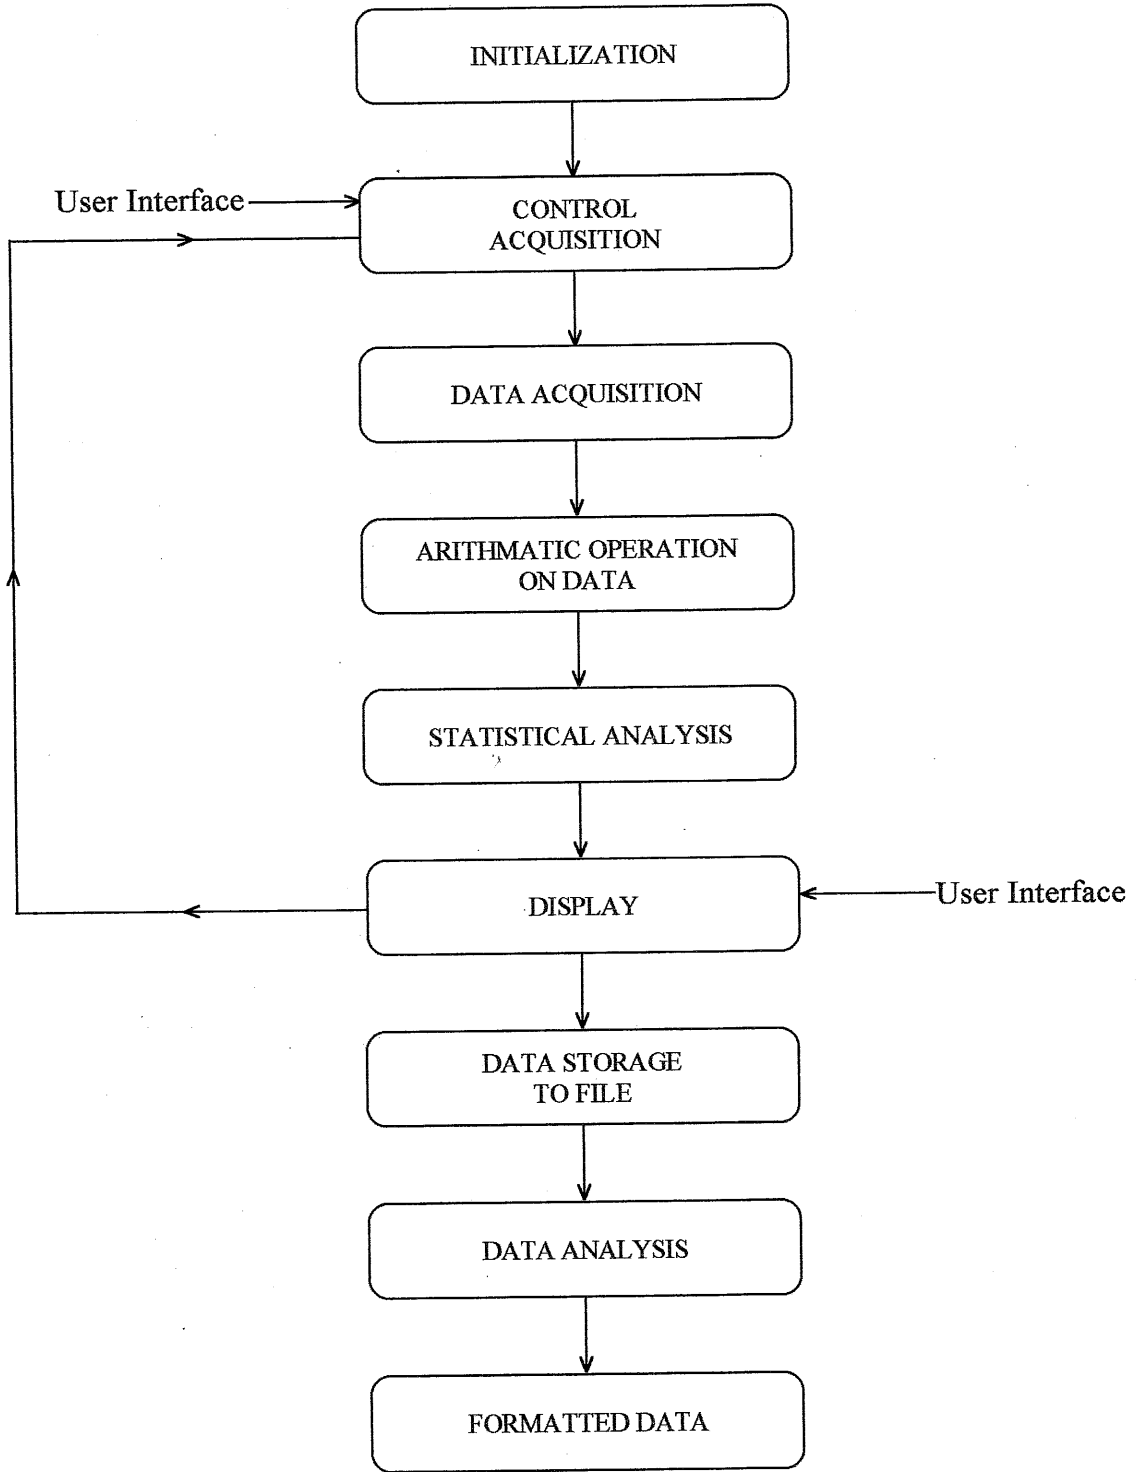 INITIALIZATION
User Interface
CONTROL
ACQUISITION
DATA ACQUISITION
ARITHMATIC OPERATION
ON DATA
STATISTICAL ANALYSIS
DISPLAY
User Interface
DATA STORAGE
TO FILE
DATA ANALYSIS
FORMATTED DATA